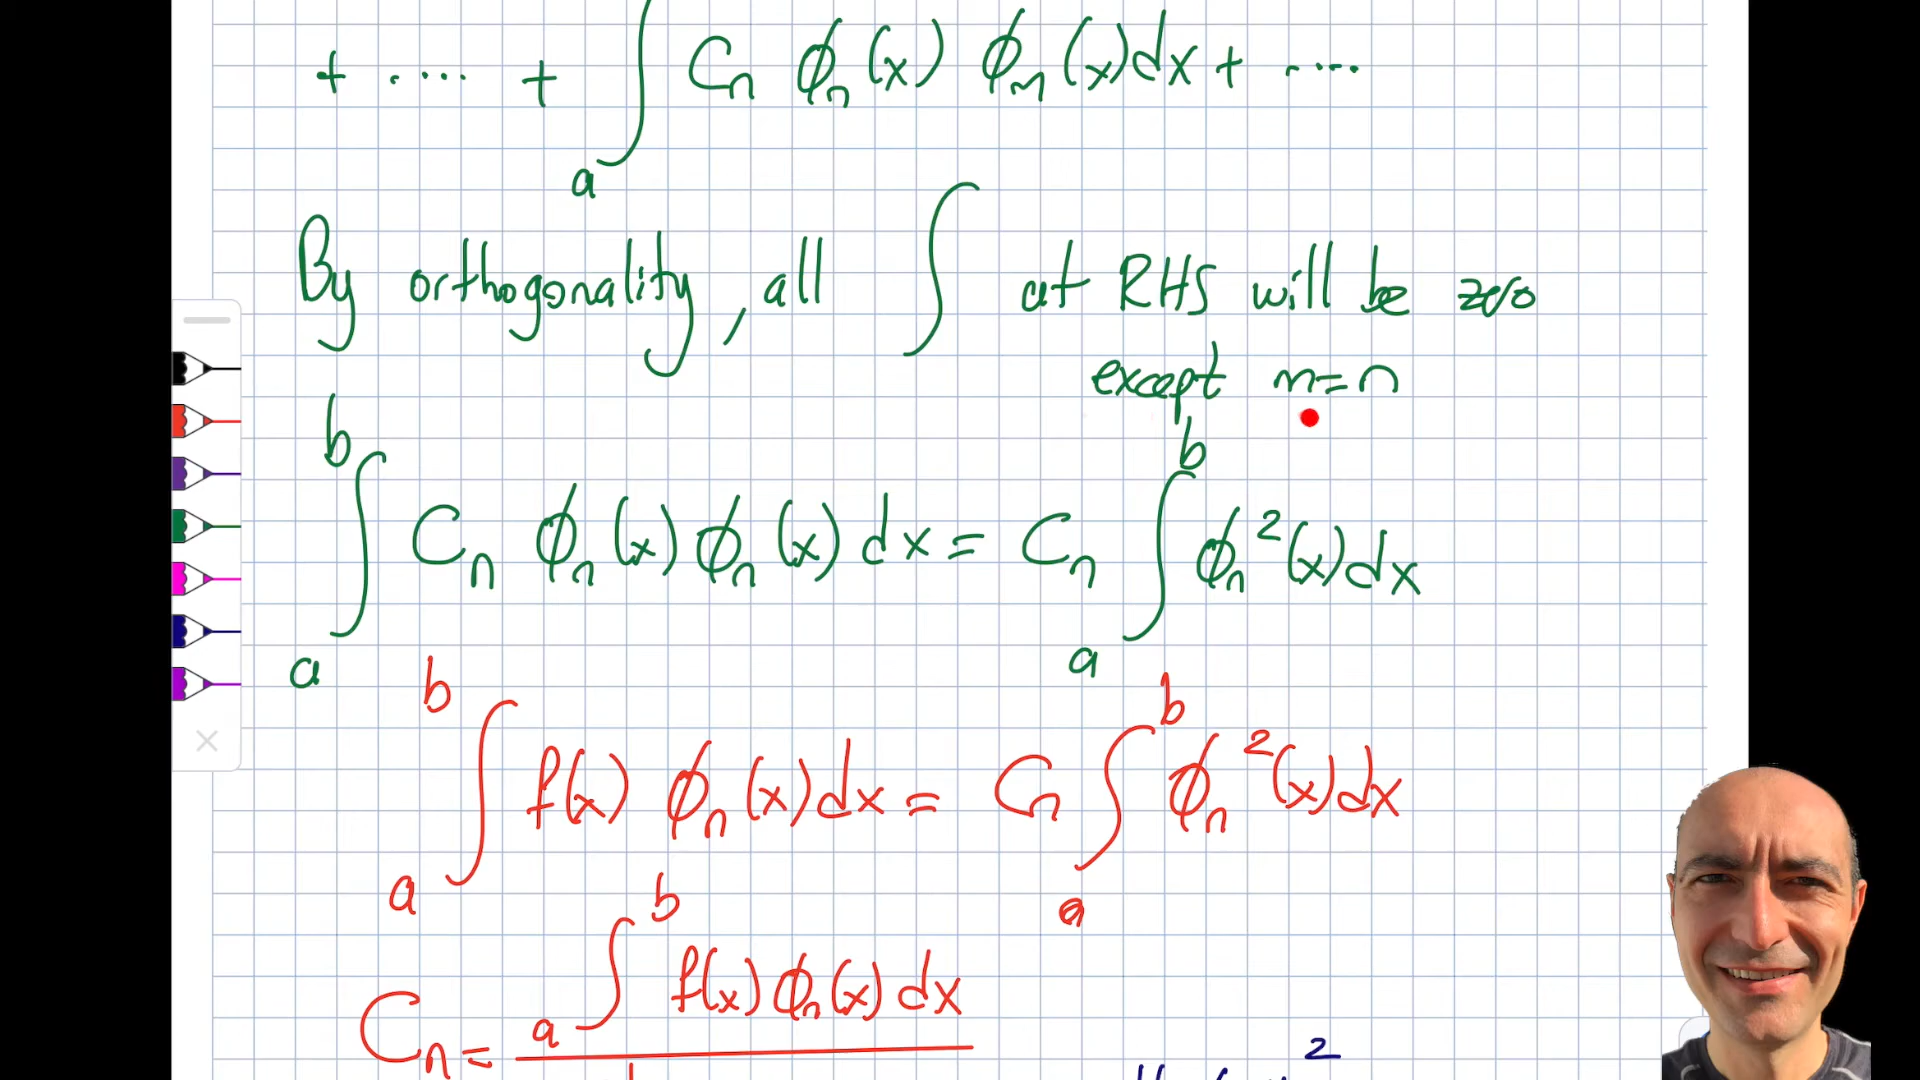 + .... + ∫ₐ Cₙ ϕₙ(x) ϕₘ(x)dx + ....
By orthogonality, all ∫ at RHS will be zero
except m=n
∫ₐᵇ Cₙ ϕₙ(x) ϕₙ(x) dx = Cₙ ∫ₐᵇ ϕₙ²(x)dx
∫ₐᵇ f(x) ϕₙ(x)dx = Cₙ ∫ₐᵇ ϕₙ²(x)dx
Cₙ = ∫ₐᵇ f(x) ϕₙ(x) dx
2